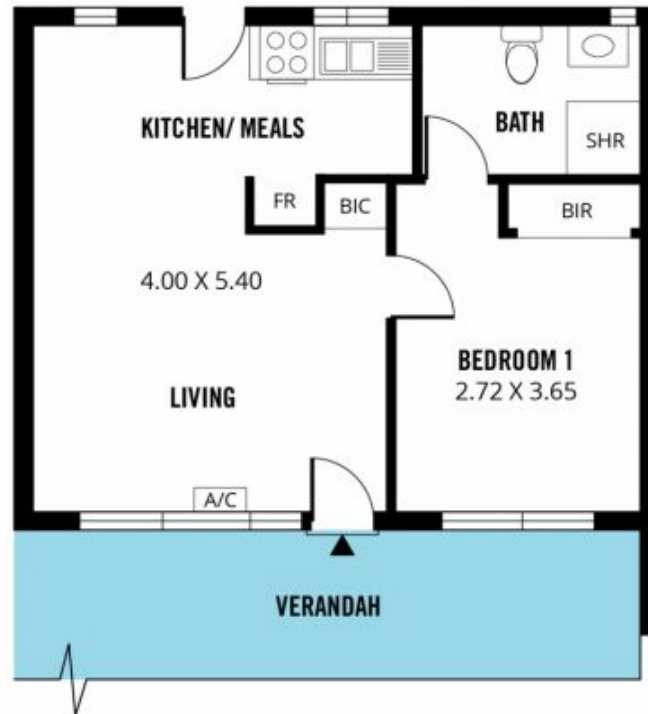 KITCHEN/ MEALS
BATH
SHR
FR
BIC
BIR
4.00 X 5.40
BEDROOM 1
2.72 X 3.65
LIVING
A/C
VERANDAH